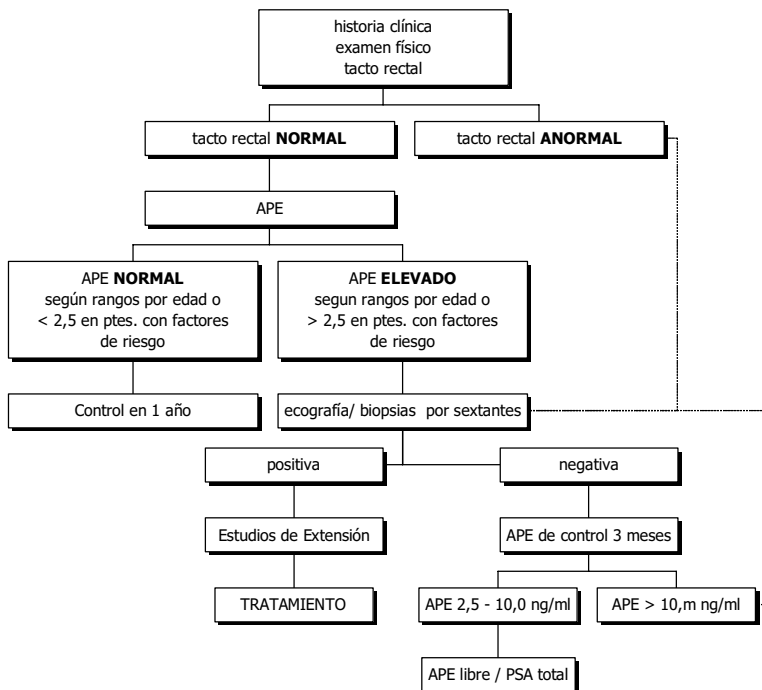 historia clínica
examen físico
tacto rectal
tacto rectal NORMAL
tacto rectal ANORMAL
APE
APE NORMAL
según rangos por edad o
< 2,5 en ptes. con factores
de riesgo
APE ELEVADO
segun rangos por edad o
> 2,5 en ptes. con factores
de riesgo
Control en 1 año
ecografía/ biopsias por sextantes
positiva
negativa
Estudios de Extensión
APE de control 3 meses
TRATAMIENTO
APE 2,5 - 10,0 ng/ml
APE > 10,m ng/ml
APE libre / PSA total